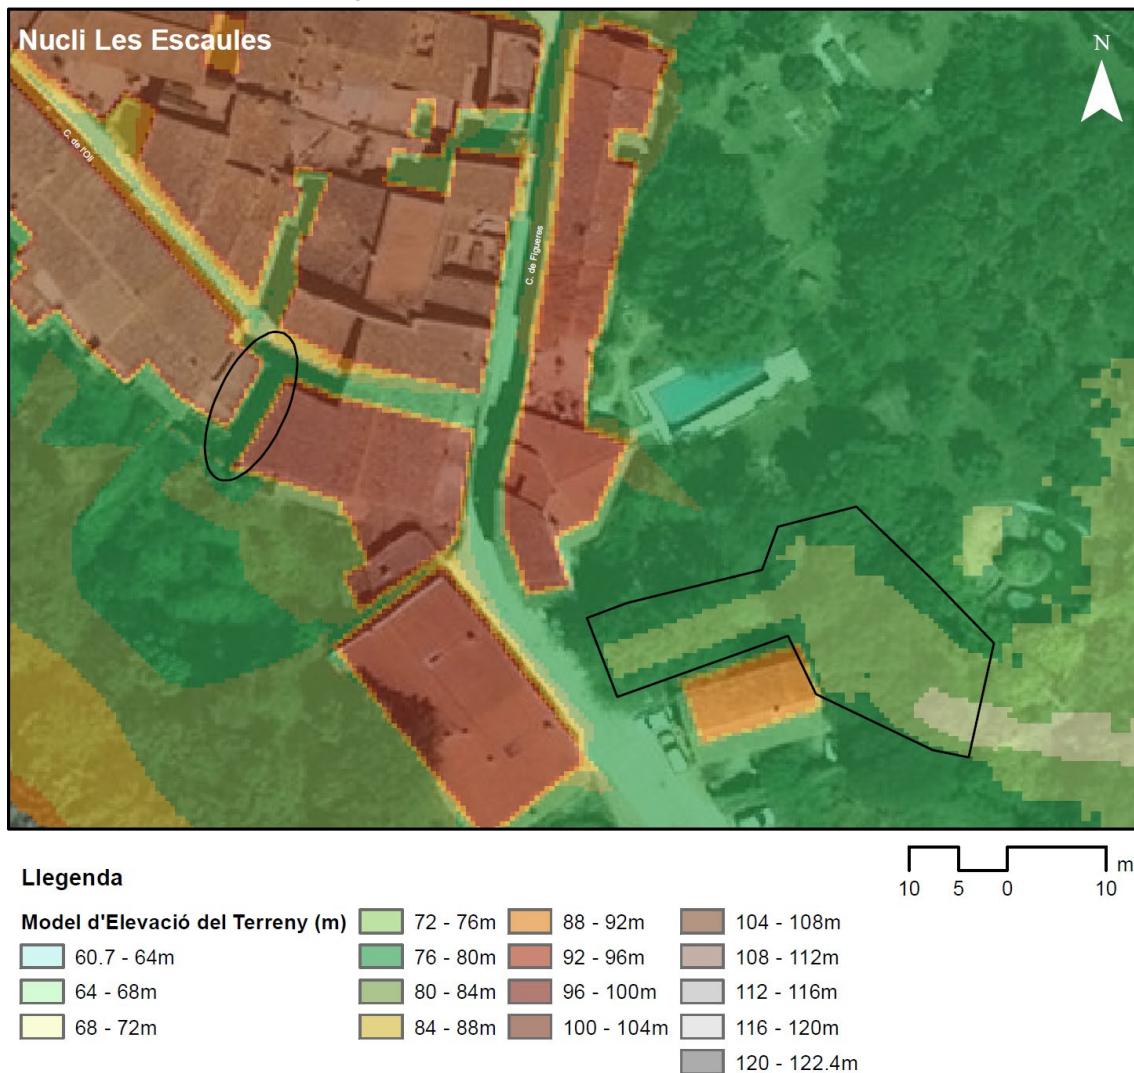 Nucli Les Escaules
N
C. de l'Oli
C. de Figueres
m
10 5 0 10
Llegenda
Model d'Elevació del Terreny (m)
60.7 - 64m
64 - 68m
68 - 72m
72 - 76m
76 - 80m
80 - 84m
84 - 88m
88 - 92m
92 - 96m
96 - 100m
100 - 104m
104 - 108m
108 - 112m
112 - 116m
116 - 120m
120 - 122.4m